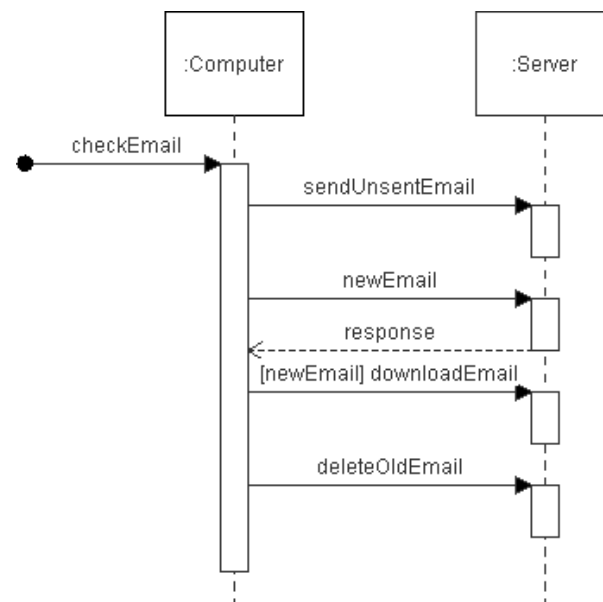 :Computer
:Server
checkEmail
sendUnsentEmail
newEmail
response
[newEmail] downloadEmail
deleteOldEmail